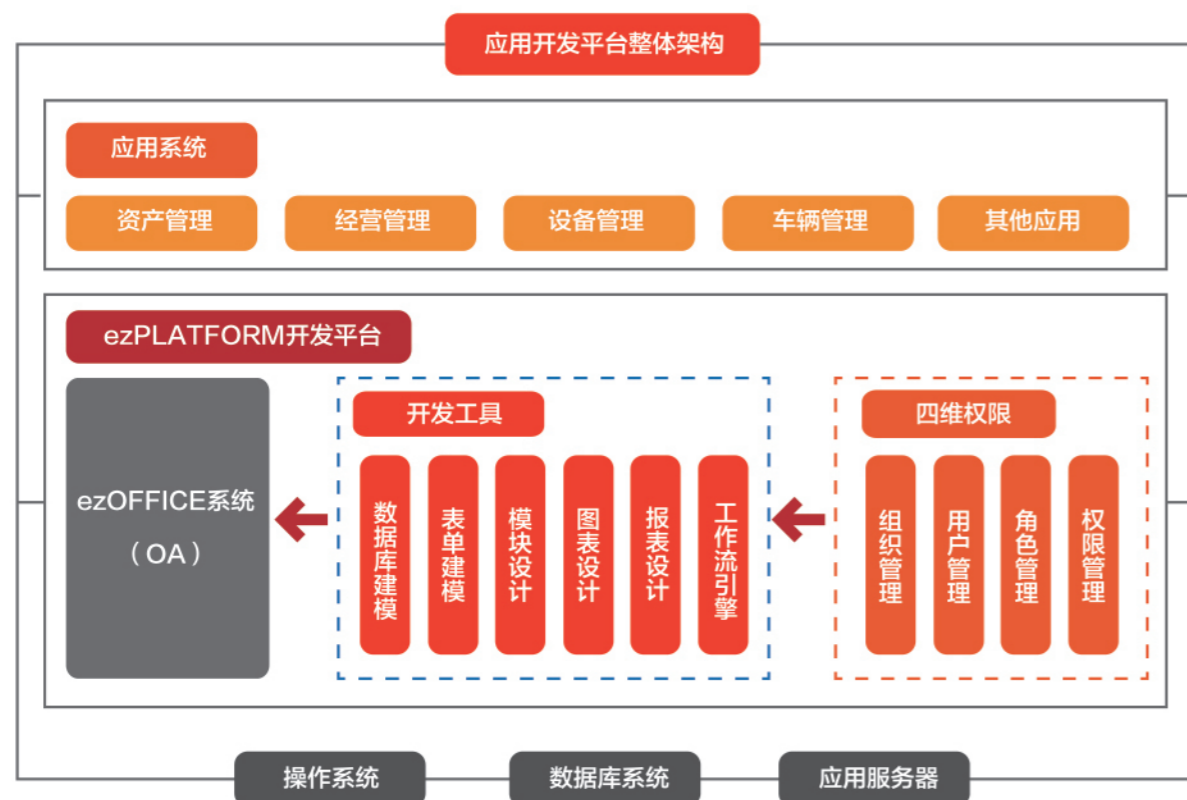 应用开发平台整体架构
应用系统
资产管理
经营管理
设备管理
车辆管理
其他应用
ezPLATFORM开发平台
ezOFFICE系统
（OA）
开发工具
数据库建模
表单建模
模块设计
图表设计
报表设计
工作流引擎
四维权限
组织管理
用户管理
角色管理
权限管理
操作系统
数据库系统
应用服务器